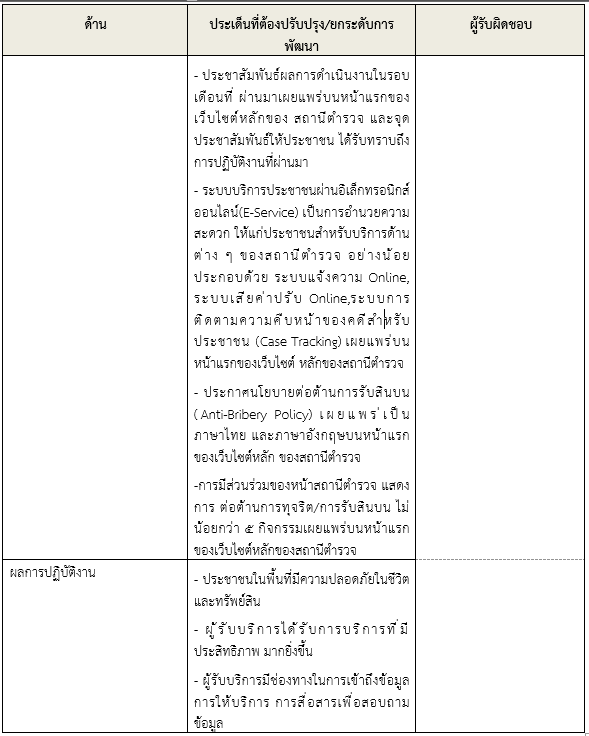 ด้าน
ประเด็นที่ต้องปรับปรุง/ยกระดับการ
พัฒนา
ผู้รับผิดชอบ
- ประชาสัมพันธ์ผลการดำเนินงานในรอบ
เดือนที่ ผ่านมาเผยแพร่บนหน้าแรกของ
เว็บไซต์หลักของ สถานีตำรวจ และจุด
ประชาสัมพันธ์ให้ประชาชน ได้รับทราบถึง
การปฏิบัติงานที่ผ่านมา
- ระบบบริการประชาชนผ่านอิเล็กทรอนิกส์
ออนไลน์(E-Service) เป็นการอำนวยความ
สะดวก ให้แก่ประชาชนสำหรับบริการด้าน
ต่าง ๆ ของสถานีตำรวจ อย่างน้อย
ประกอบด้วย ระบบแจ้งความ Online,
ระบบเสียค่าปรับ Online,ระบบการ
ติดตามความคืบหน้าของคดีสำหรับ
ประชาชน (Case Tracking) เผยแพร่บน
หน้าแรกของเว็บไซต์ หลักของสถานีตำรวจ
- ประกาศนโยบายต่อต้านการรับสินบน
(Anti-Bribery Policy) เผยแพร่เป็น
ภาษาไทย และภาษาอังกฤษบนหน้าแรก
ของเว็บไซต์หลัก ของสถานีตำรวจ
-การมีส่วนร่วมของหน้าสถานีตำรวจ แสดง
การ ต่อต้านการทุจริต/การรับสินบน ไม่
น้อยกว่า ๕ กิจกรรมเผยแพร่บนหน้าแรก
ของเว็บไซต์หลักของสถานีตำรวจ
ผลการปฏิบัติงาน
- ประชาชนในพื้นที่มีความปลอดภัยในชีวิต
และทรัพย์สิน
- ผู้รับบริการได้รับการบริการที่มี
ประสิทธิภาพ มากยิ่งขึ้น
- ผู้รับบริการมีช่องทางในการเข้าถึงข้อมูล
การให้บริการ การสื่อสารเพื่อสอบถาม
ข้อมูล